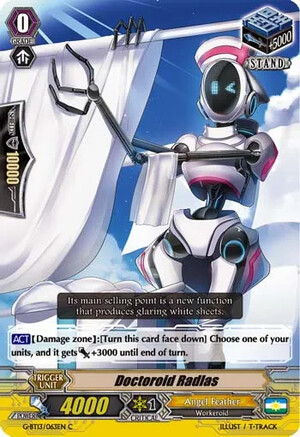 0
GRADE
+5000
STAND
10000
SHIELD
Its main selling point is a new function
that produces glaring white sheets.
ACT [Damage zone]:[Turn this card face down] Choose one of your
units, and it gets +3000 until end of turn.
TRIGGER
UNIT
Doctoroid Radias
POWER
4000
1
CRITICAL
Angel Feather
Workeroid
G-BT13/063EN C
ILLUST / T-TRACK